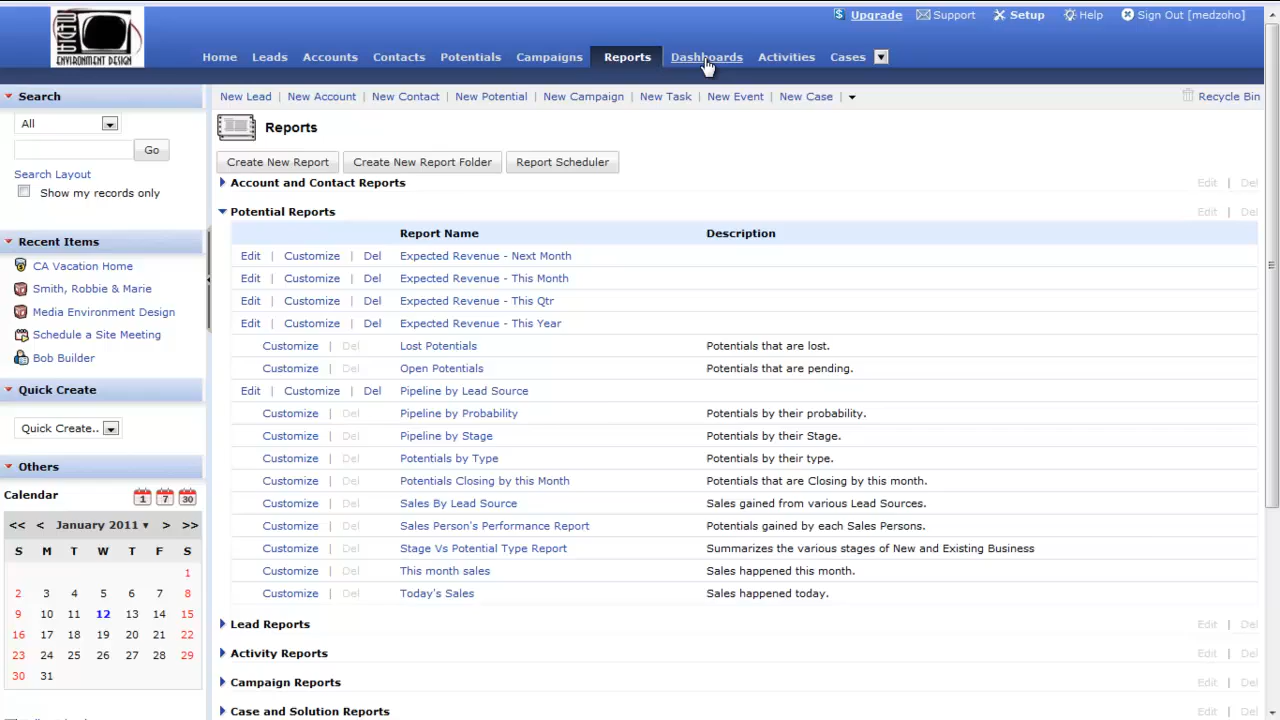 MEDIA
ENVIRONMENT DESIGN
$ Upgrade Support Setup Help Sign Out [medzoho]
Home Leads Accounts Contacts Potentials Campaigns Reports Dashboards Activities Cases
Search
New Lead | New Account | New Contact | New Potential | New Campaign | New Task | New Event | New Case |
Recycle Bin
All
Go
Search Layout
Show my records only
Reports
Create New Report Create New Report Folder Report Scheduler
Account and Contact Reports Edit | Del
Potential Reports Edit | Del
Report Name Description
Edit | Customize | Del Expected Revenue - Next Month
Edit | Customize | Del Expected Revenue - This Month
Edit | Customize | Del Expected Revenue - This Qtr
Edit | Customize | Del Expected Revenue - This Year
Customize | Del Lost Potentials Potentials that are lost.
Customize | Del Open Potentials Potentials that are pending.
Edit | Customize | Del Pipeline by Lead Source
Customize | Del Pipeline by Probability Potentials by their probability.
Customize | Del Pipeline by Stage Potentials by their Stage.
Customize | Del Potentials by Type Potentials by their type.
Customize | Del Potentials Closing by this Month Potentials that are Closing by this month.
Customize | Del Sales By Lead Source Sales gained from various Lead Sources.
Customize | Del Sales Person's Performance Report Potentials gained by each Sales Persons.
Customize | Del Stage Vs Potential Type Report Summarizes the various stages of New and Existing Business
Customize | Del This month sales Sales happened this month.
Customize | Del Today's Sales Sales happened today.
Lead Reports Edit | Del
Activity Reports Edit | Del
Campaign Reports Edit | Del
Case and Solution Reports Edit | Del
Recent Items
CA Vacation Home
Smith, Robbie & Marie
Media Environment Design
Schedule a Site Meeting
Bob Builder
Quick Create
Quick Create..
Others
Calendar 1 7 30
<< < January 2011 > >>
S M T W T F S
1
2 3 4 5 6 7 8
9 10 11 12 13 14 15
16 17 18 19 20 21 22
23 24 25 26 27 28 29
30 31